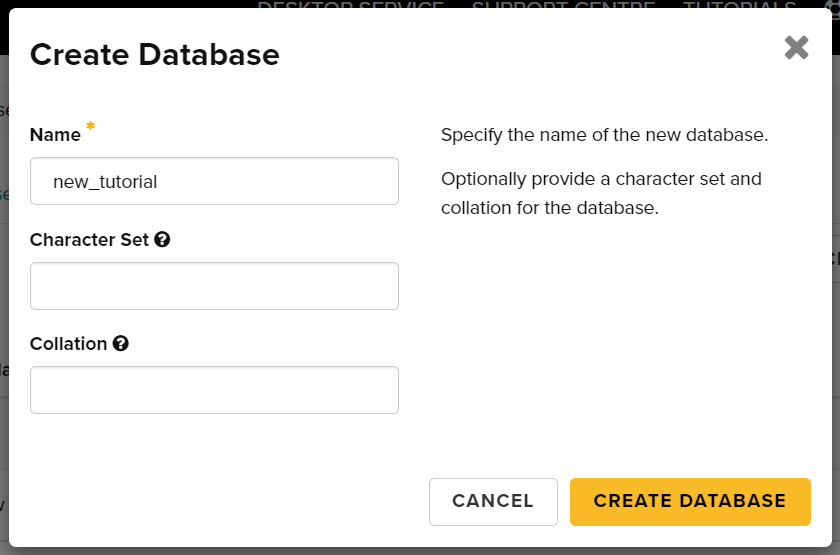 DESKTOP SERVICE SUPPORT CENTRE TUTORIALS
Create Database
Name *
Specify the name of the new database.
new_tutorial
Optionally provide a character set and
collation for the database.
Character Set
Collation
CANCEL
CREATE DATABASE